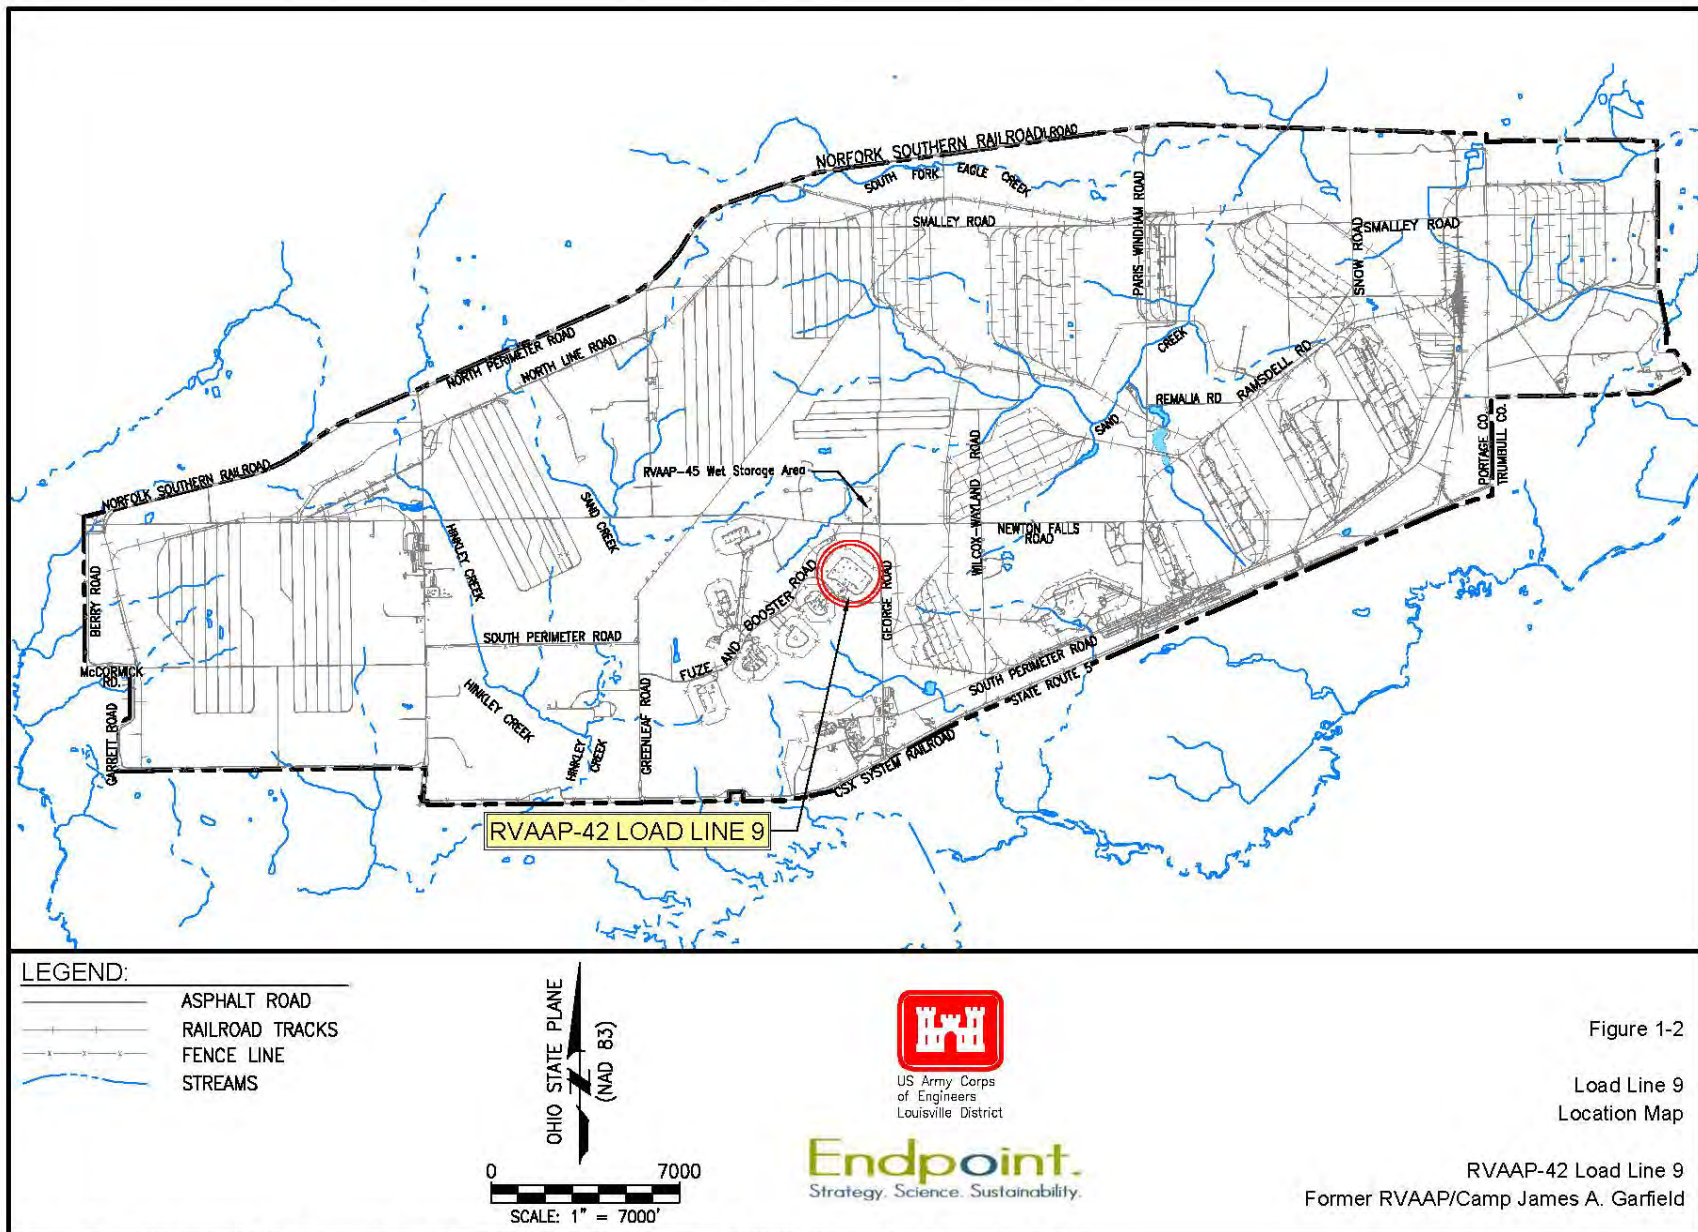 NORFORK SOUTHERN RAILROAD
LROAD
SOUTH FORK EAGLE CREEK
SMALLEY ROAD
PARIS-WINDHAM ROAD
SNOW ROAD
SMALLEY ROAD
NORTH PERIMETER ROAD
NORTH LINE ROAD
CREEK
SAND
REMALIA RD
RAMSDELL RD
PORTAGE CO.
TRUMBULL CO.
NORFOLK SOUTHERN RAILROAD
RVAAP-45 Wet Storage Area
SAND CREEK
HINKLEY CREEK
WILCOX-WAYLAND ROAD
NEWTON FALLS
ROAD
BERRY ROAD
SOUTH PERIMETER ROAD
FUZE AND BOOSTER ROAD
GEORGE ROAD
McCORMICK
RD.
GARRETT ROAD
HINKLEY CREEK
HINKLEY
CREEK
GREENLEAF ROAD
SOUTH PERIMETER ROAD
STATE ROUTE 5
CSX SYSTEM RAILROAD
RVAAP-42 LOAD LINE 9
LEGEND:
ASPHALT ROAD
RAILROAD TRACKS
FENCE LINE
STREAMS
OHIO STATE PLANE
(NAD 83)
0 7000
SCALE: 1" = 7000'
US Army Corps
of Engineers
Louisville District
Endpoint.
Strategy. Science. Sustainability.
Figure 1-2
Load Line 9
Location Map
RVAAP-42 Load Line 9
Former RVAAP/Camp James A. Garfield